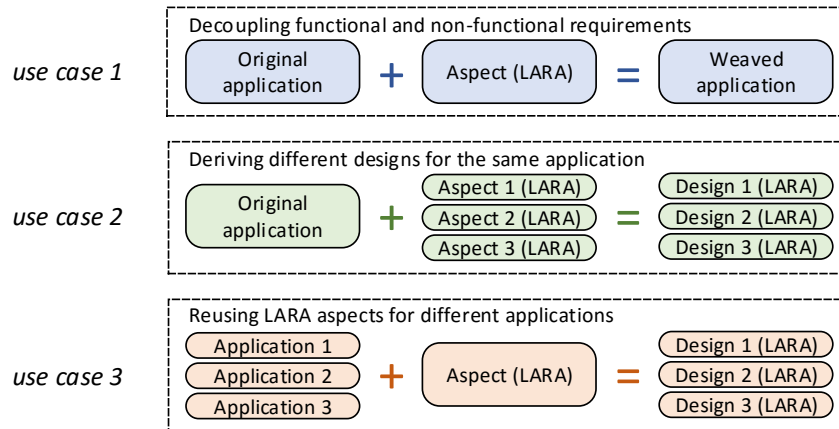 Decoupling functional and non-functional requirements
use case 1
Original
application
+
Aspect (LARA)
=
Weaved
application
Deriving different designs for the same application
use case 2
Original
application
+
Aspect 1 (LARA)
Aspect 2 (LARA)
Aspect 3 (LARA)
=
Design 1 (LARA)
Design 2 (LARA)
Design 3 (LARA)
Reusing LARA aspects for different applications
use case 3
Application 1
Application 2
Application 3
+
Aspect (LARA)
=
Design 1 (LARA)
Design 2 (LARA)
Design 3 (LARA)